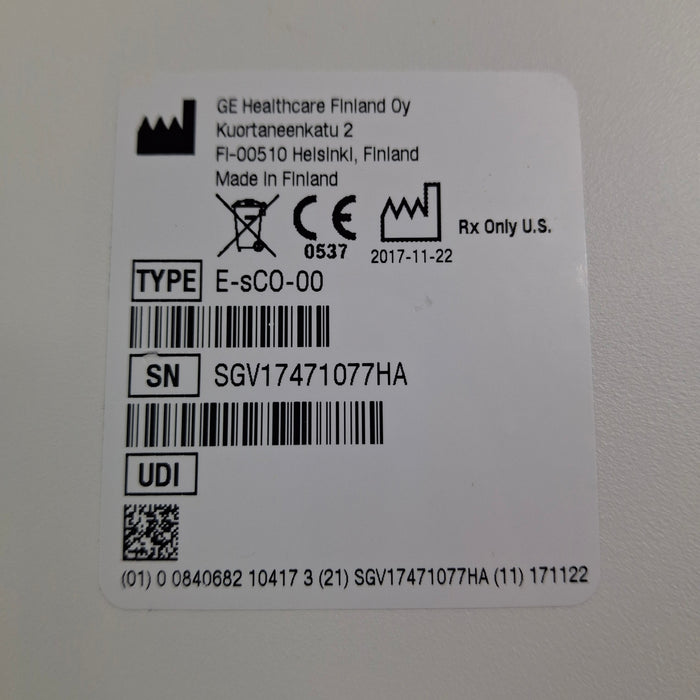 GE Healthcare Finland Oy
Kuortaneenkatu 2
FI-00510 Helsinki, Finland
Made in Finland
CE
0537
2017-11-22
Rx Only U.S.
TYPE E-sCO-00
SN SGV17471077HA
UDI
(01) 0 0840682 10417 3 (21) SGV17471077HA (11) 171122